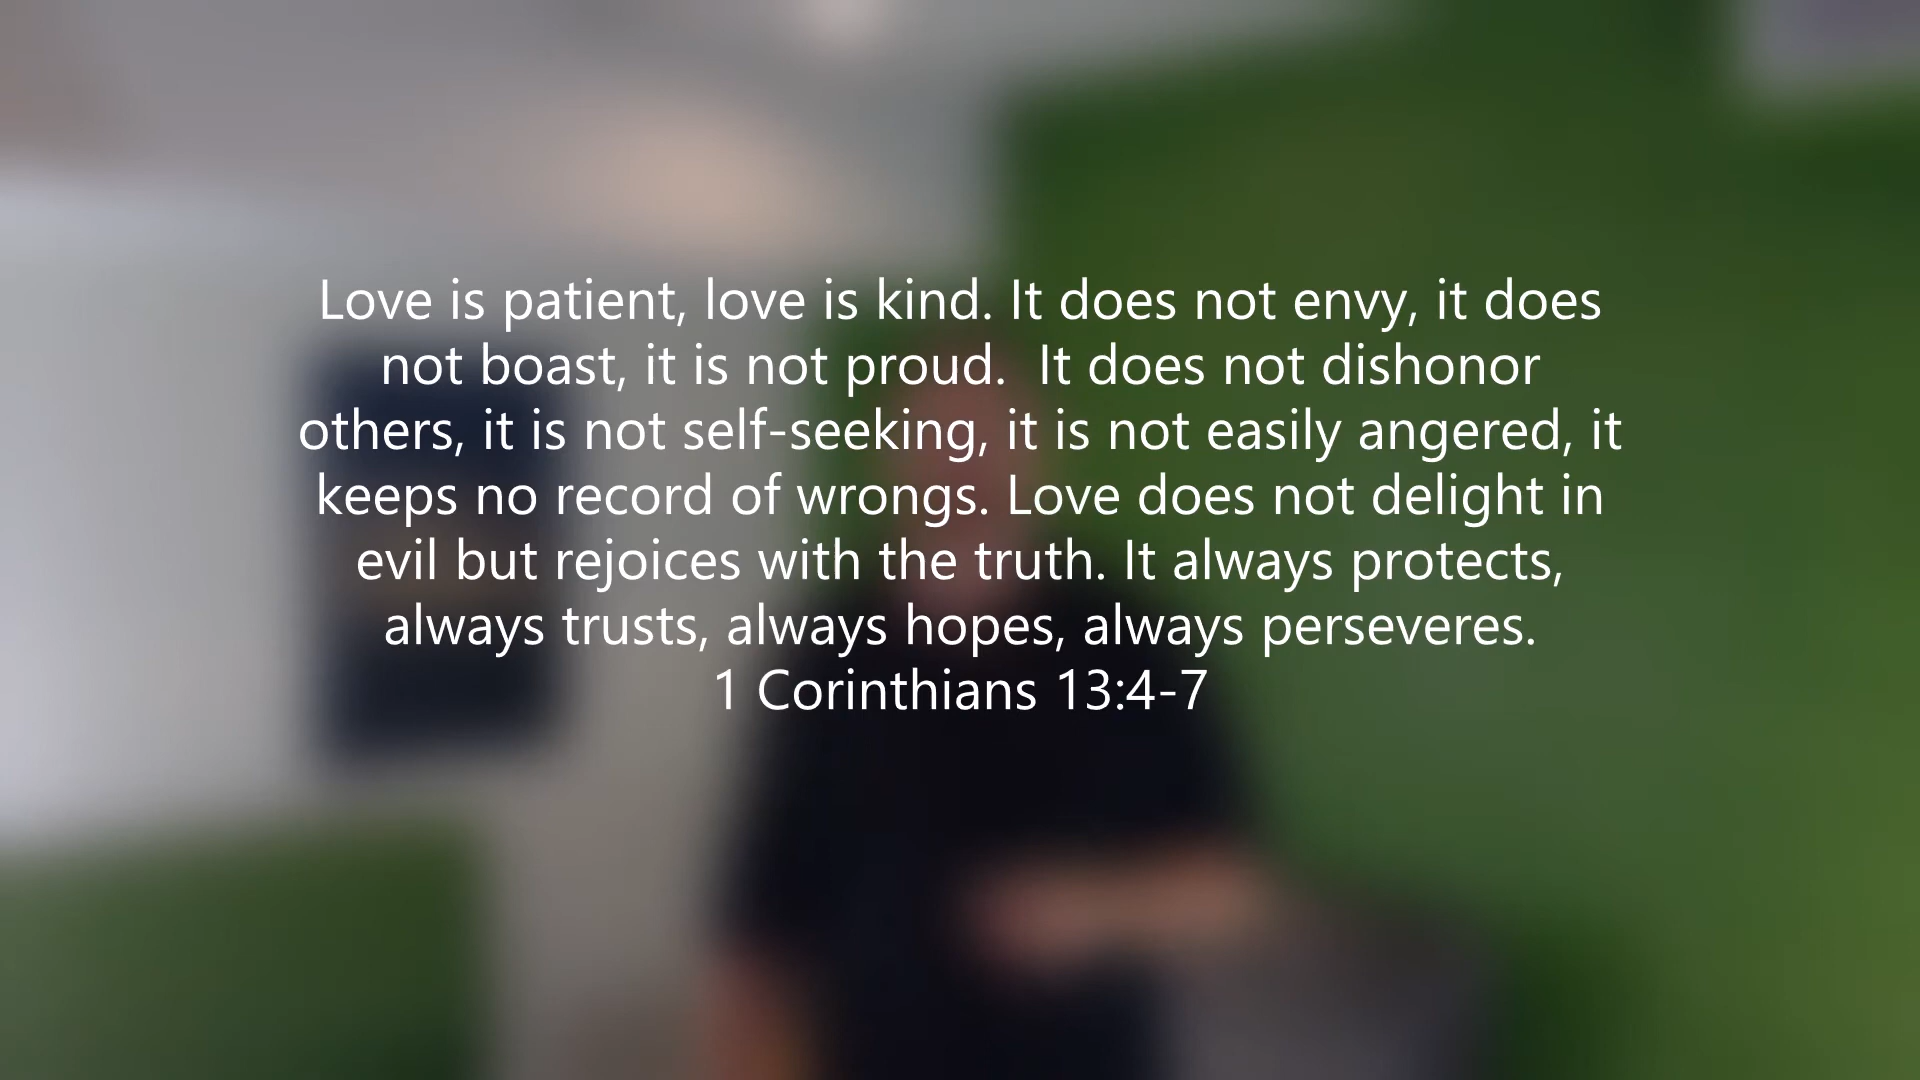 Love is patient, love is kind. It does not envy, it does
not boast, it is not proud.  It does not dishonor
others, it is not self-seeking, it is not easily angered, it
keeps no record of wrongs. Love does not delight in
evil but rejoices with the truth. It always protects,
always trusts, always hopes, always perseveres.
1 Corinthians 13:4-7